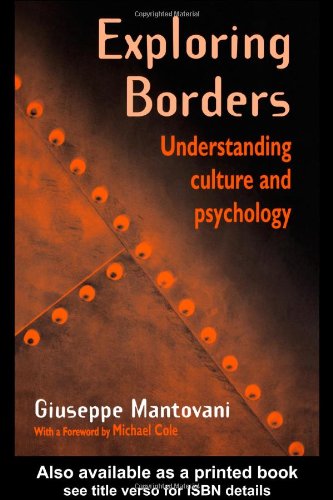 Exploring
Borders
Understanding
culture and
psychology
Giuseppe Mantovani
With a Foreword by Michael Cole
Also available as a printed book
see title verso for ISBN details